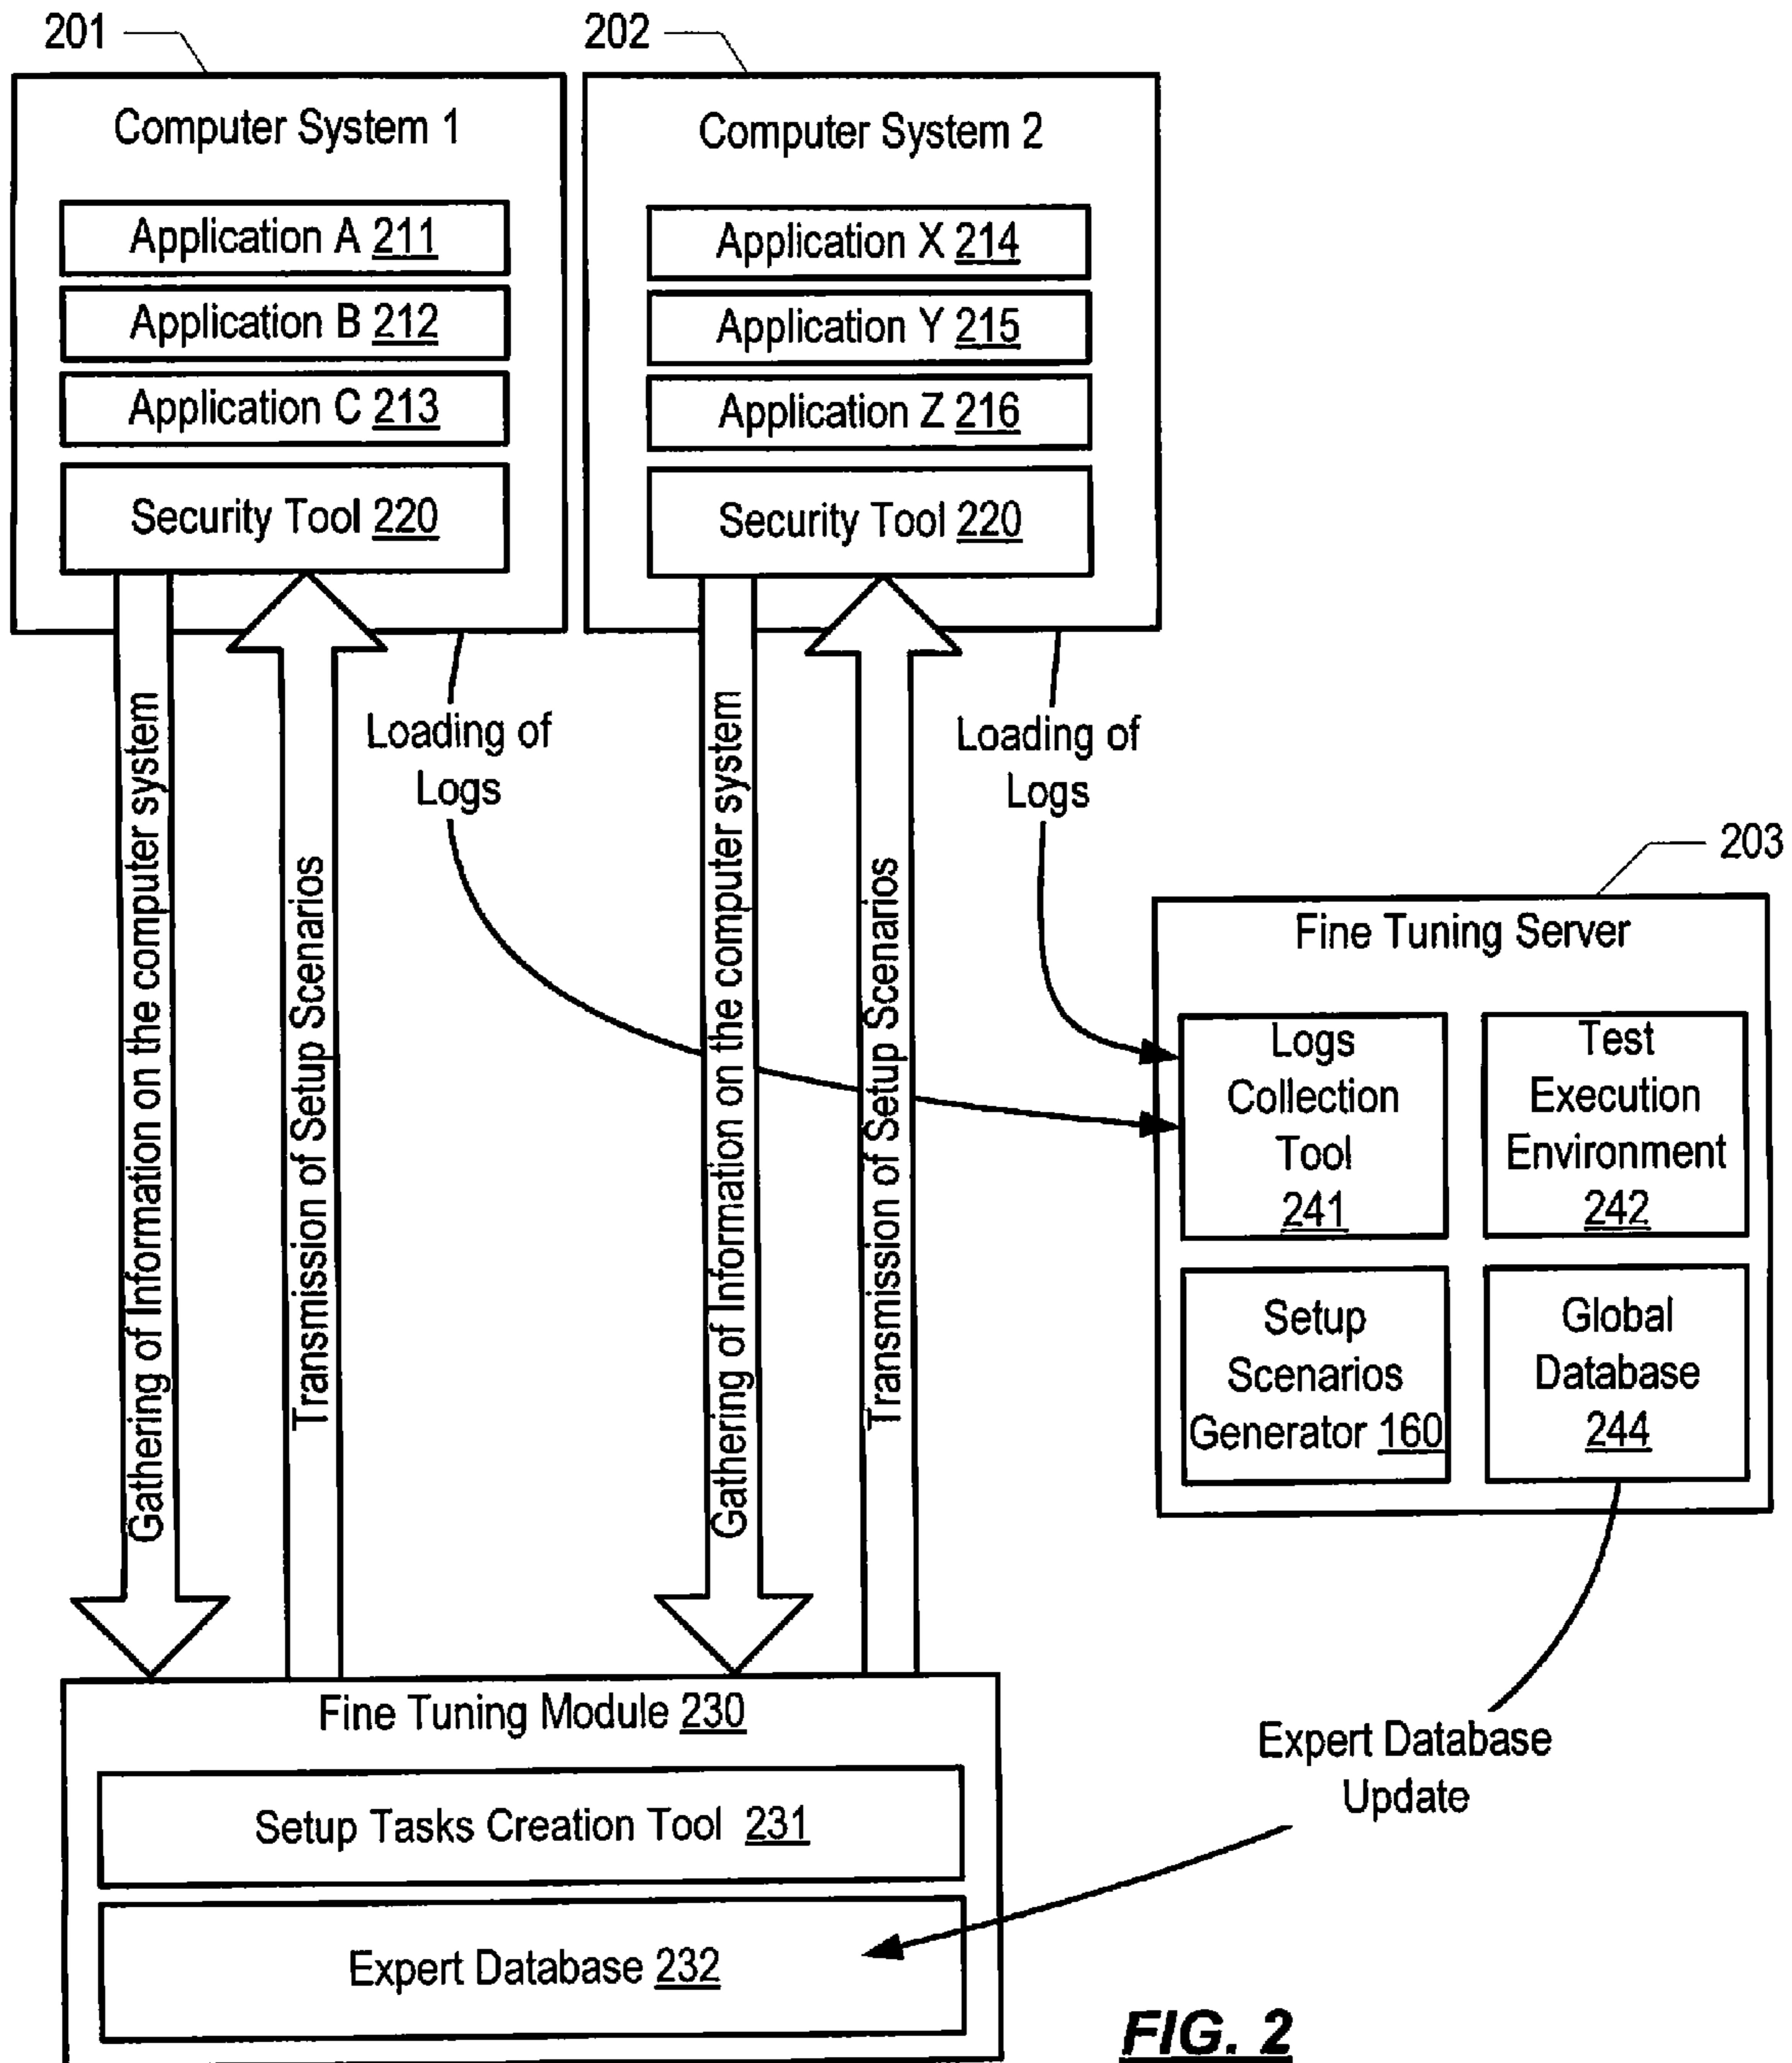 201
202
Computer System 1
Application A 211
Application B 212
Application C 213
Security Tool 220
Computer System 2
Application X 214
Application Y 215
Application Z 216
Security Tool 220
Gathering of Information on the computer system
Transmission of Setup Scenarios
Loading of
Logs
Gathering of Information on the computer system
Transmission of Setup Scenarios
Loading of
Logs
203
Fine Tuning Server
Logs
Collection
Tool
241
Test
Execution
Environment
242
Setup
Scenarios
Generator 160
Global
Database
244
Fine Tuning Module 230
Setup Tasks Creation Tool 231
Expert Database 232
Expert Database
Update
FIG. 2